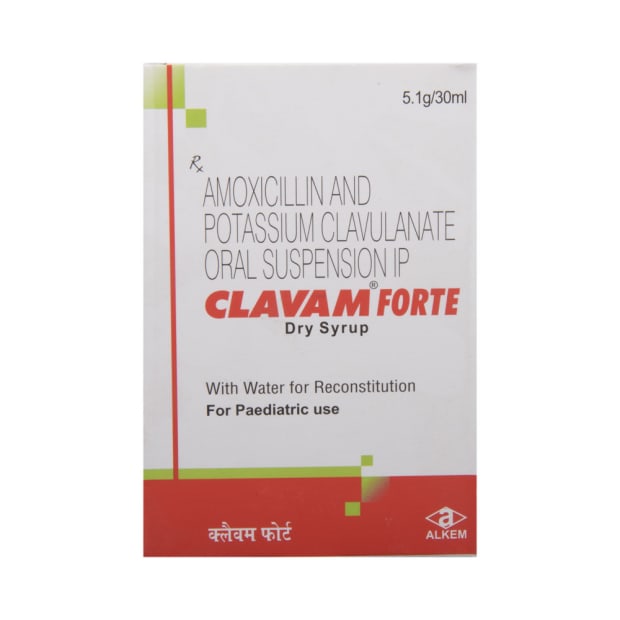 5.1g/30ml
Rx
AMOXICILLIN AND
POTASSIUM CLAVULANATE
ORAL SUSPENSION IP
CLAVAM® FORTE
Dry Syrup
With Water for Reconstitution
For Paediatric use
क्लैवम फोर्ट
a
ALKEM